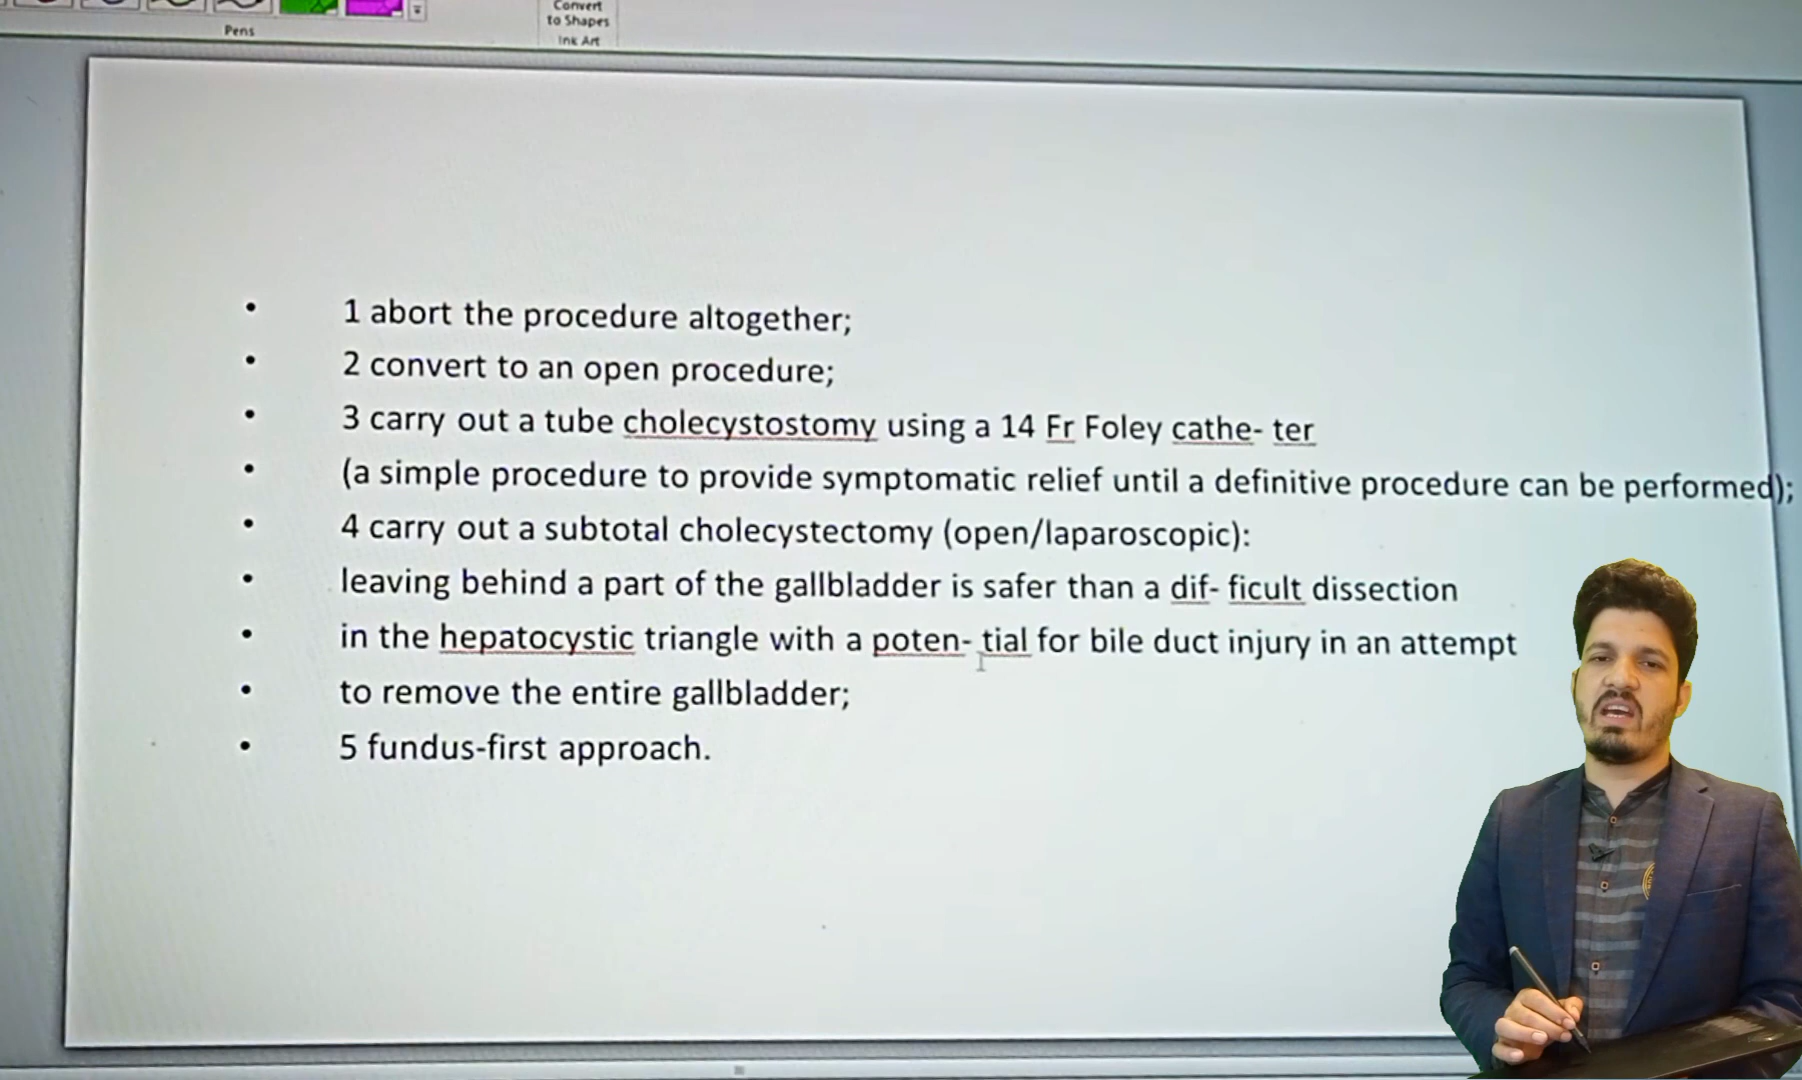 Pens
Convert
to Shapes
Ink Art
1 abort the procedure altogether;
2 convert to an open procedure;
3 carry out a tube cholecystostomy using a 14 Fr Foley cathe- ter
(a simple procedure to provide symptomatic relief until a definitive procedure can be performed);
4 carry out a subtotal cholecystectomy (open/laparoscopic):
leaving behind a part of the gallbladder is safer than a dif- ficult dissection
in the hepatocystic triangle with a poten- tial for bile duct injury in an attempt
to remove the entire gallbladder;
5 fundus-first approach.